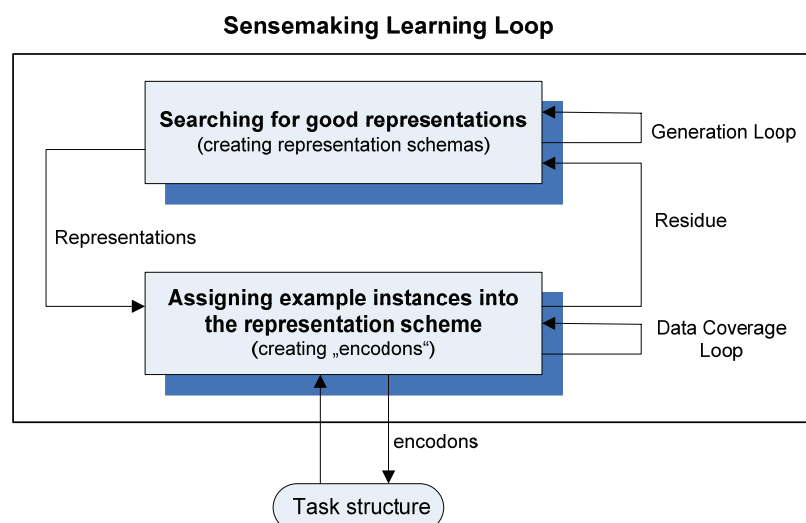 Sensemaking Learning Loop
Searching for good representations
(creating representation schemas)
Generation Loop
Representations
Residue
Assigning example instances into
the representation scheme
(creating „encodons“)
Data Coverage
Loop
encodons
Task structure